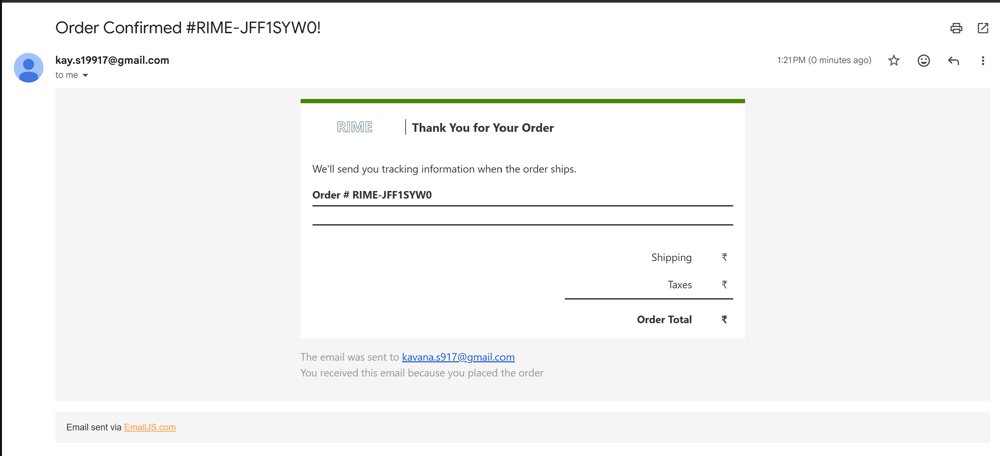 Order Confirmed #RIME-JFF1SYW0!
kay.s19917@gmail.com
1:21 PM (0 minutes ago)
to me
RIME
Thank You for Your Order
We'll send you tracking information when the order ships.
Order # RIME-JFF1SYW0
Shipping ₹
Taxes ₹
Order Total ₹
The email was sent to kavana.s917@gmail.com
You received this email because you placed the order
Email sent via EmailJS.com